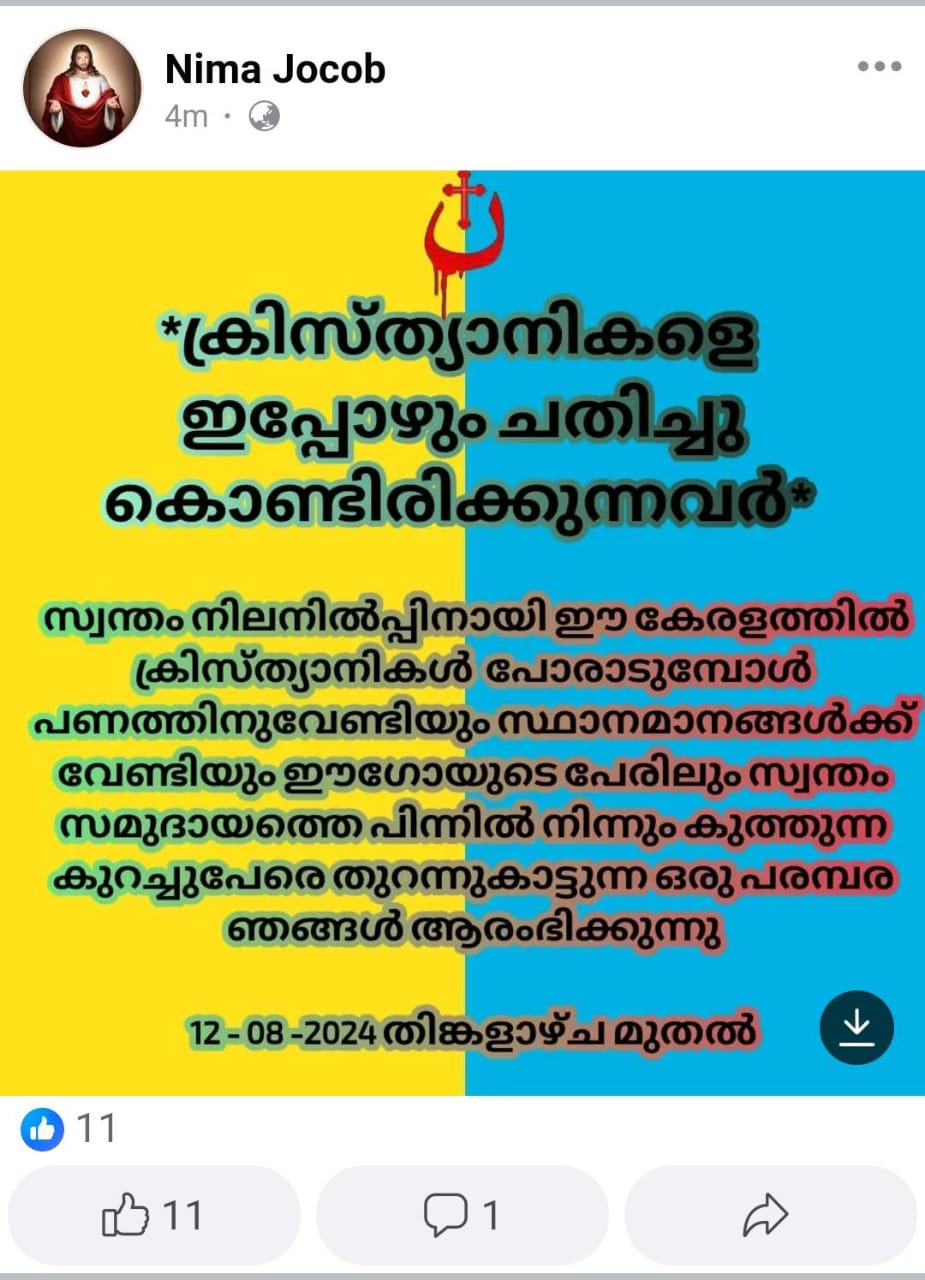 Nima Jocob
4m ·
*ക്രിസ്ത്യാനികളെ
ഇപ്പോഴും ചതിച്ചു
കൊണ്ടിരിക്കുന്നവർ*
സ്വന്തം നിലനിൽപ്പിനായി ഈ കേരളത്തിൽ
ക്രിസ്ത്യാനികൾ പോരാടുമ്പോൾ
പണത്തിനുവേണ്ടിയും സ്ഥാനമാനങ്ങൾക്ക്
വേണ്ടിയും ഈഗോയുടെ പേരിലും സ്വന്തം
സമുദായത്തെ പിന്നിൽ നിന്നും കുത്തുന്ന
കുറച്ചുപേരെ തുറന്നുകാട്ടുന്ന ഒരു പരമ്പര
ഞങ്ങൾ ആരംഭിക്കുന്നു
12 - 08 -2024 തിങ്കളാഴ്ച മുതൽ
11
11
1